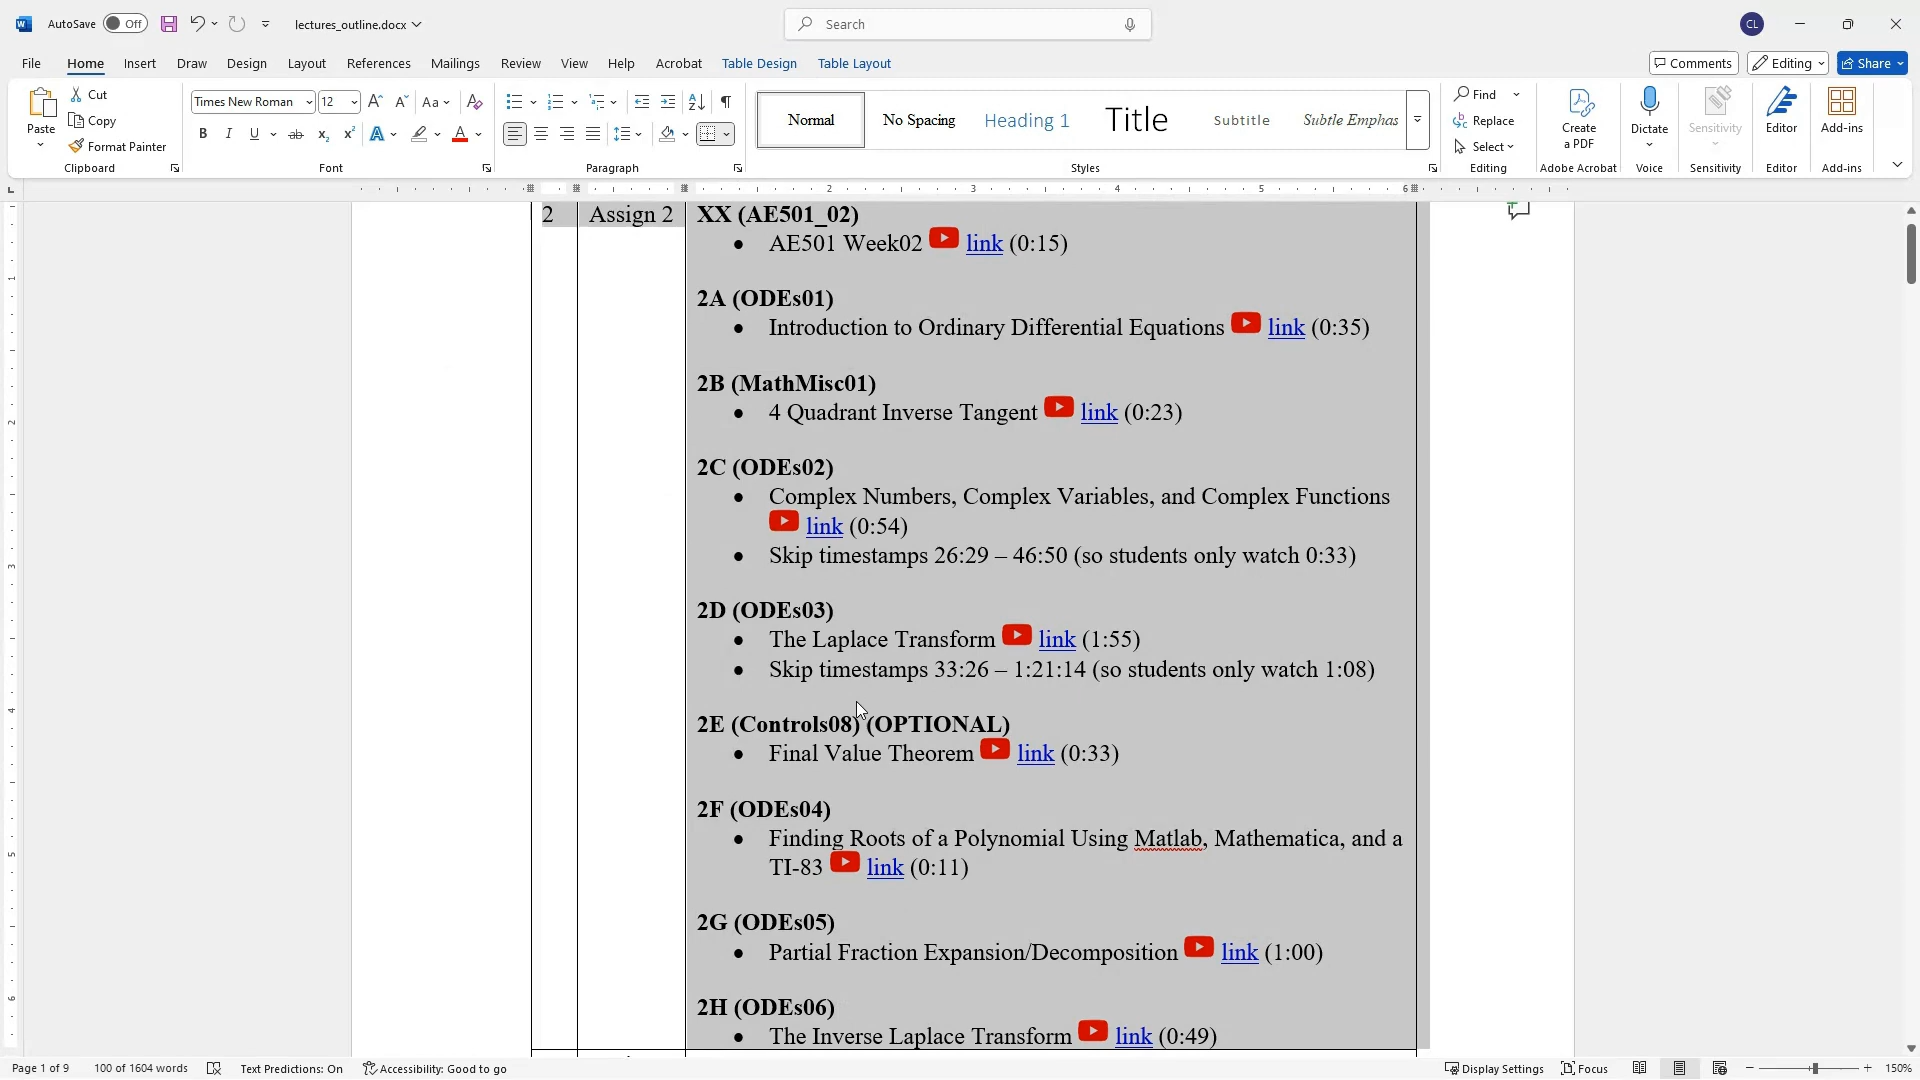 AutoSave Off lectures_outline.docx Search CL
File Home Insert Draw Design Layout References Mailings Review View Help Acrobat Table Design Table Layout Comments Editing Share
Paste Cut Copy Format Painter Clipboard
Times New Roman 12 Font
Paragraph
Normal No Spacing Heading 1 Title Subtitle Subtle Emphas Styles
Find Replace Select Editing
Create a PDF Adobe Acrobat
Dictate Voice
Sensitivity Sensitivity
Editor Editor
Add-ins Add-ins
2 3 4 5 6
2 Assign 2 XX (AE501_02)
• AE501 Week02 link (0:15)
2A (ODEs01)
• Introduction to Ordinary Differential Equations link (0:35)
2B (MathMisc01)
• 4 Quadrant Inverse Tangent link (0:23)
2C (ODEs02)
• Complex Numbers, Complex Variables, and Complex Functions
link (0:54)
• Skip timestamps 26:29 – 46:50 (so students only watch 0:33)
2D (ODEs03)
• The Laplace Transform link (1:55)
• Skip timestamps 33:26 – 1:21:14 (so students only watch 1:08)
2E (Controls08) (OPTIONAL)
• Final Value Theorem link (0:33)
2F (ODEs04)
• Finding Roots of a Polynomial Using Matlab, Mathematica, and a
TI-83 link (0:11)
2G (ODEs05)
• Partial Fraction Expansion/Decomposition link (1:00)
2H (ODEs06)
• The Inverse Laplace Transform link (0:49)
Page 1 of 9 100 of 1604 words Text Predictions: On Accessibility: Good to go Display Settings Focus 150%